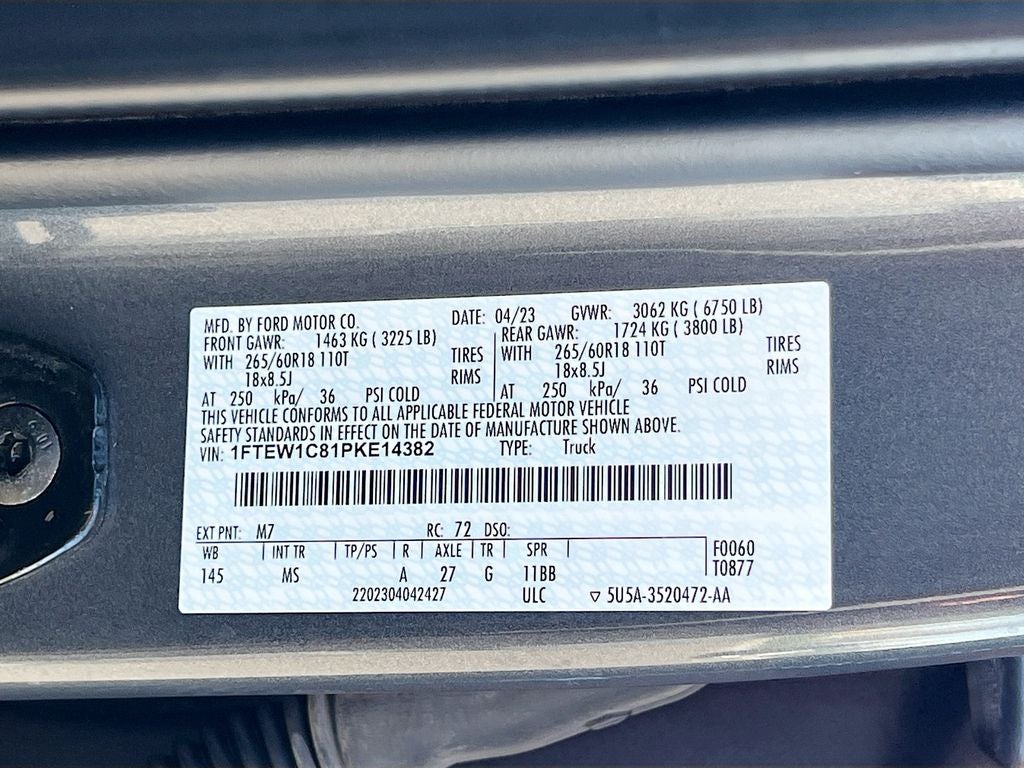 MFD. BY FORD MOTOR CO. DATE: 04/23 GVWR: 3062 KG ( 6750 LB)
FRONT GAWR: 1463 KG ( 3225 LB) REAR GAWR: 1724 KG ( 3800 LB)
WITH 265/60R18 110T TIRES WITH 265/60R18 110T TIRES
18x8.5J RIMS 18x8.5J RIMS
AT 250 kPa/ 36 PSI COLD AT 250 kPa/ 36 PSI COLD
THIS VEHICLE CONFORMS TO ALL APPLICABLE FEDERAL MOTOR VEHICLE
SAFETY STANDARDS IN EFFECT ON THE DATE OF MANUFACTURE SHOWN ABOVE.
VIN: 1FTEW1C81PKE14382 TYPE: Truck
EXT PNT: M7 RC: 72 DSO:
WB INT TR TP/PS R AXLE TR SPR F0060
145 MS A 27 G 11BB T0877
2202304042427 ULC ▽ 5U5A-3520472-AA